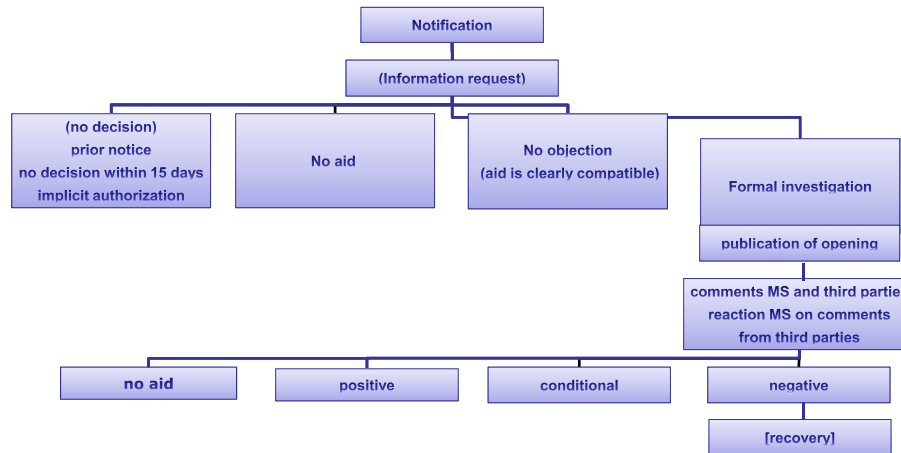 Notification
(Information request)
(no decision)
prior notice
no decision within 15 days
implicit authorization
No aid
No objection
(aid is clearly compatible)
Formal investigation
publication of opening
comments MS and third partie
reaction MS on comments
from third parties
no aid
positive
conditional
negative
[recovery]